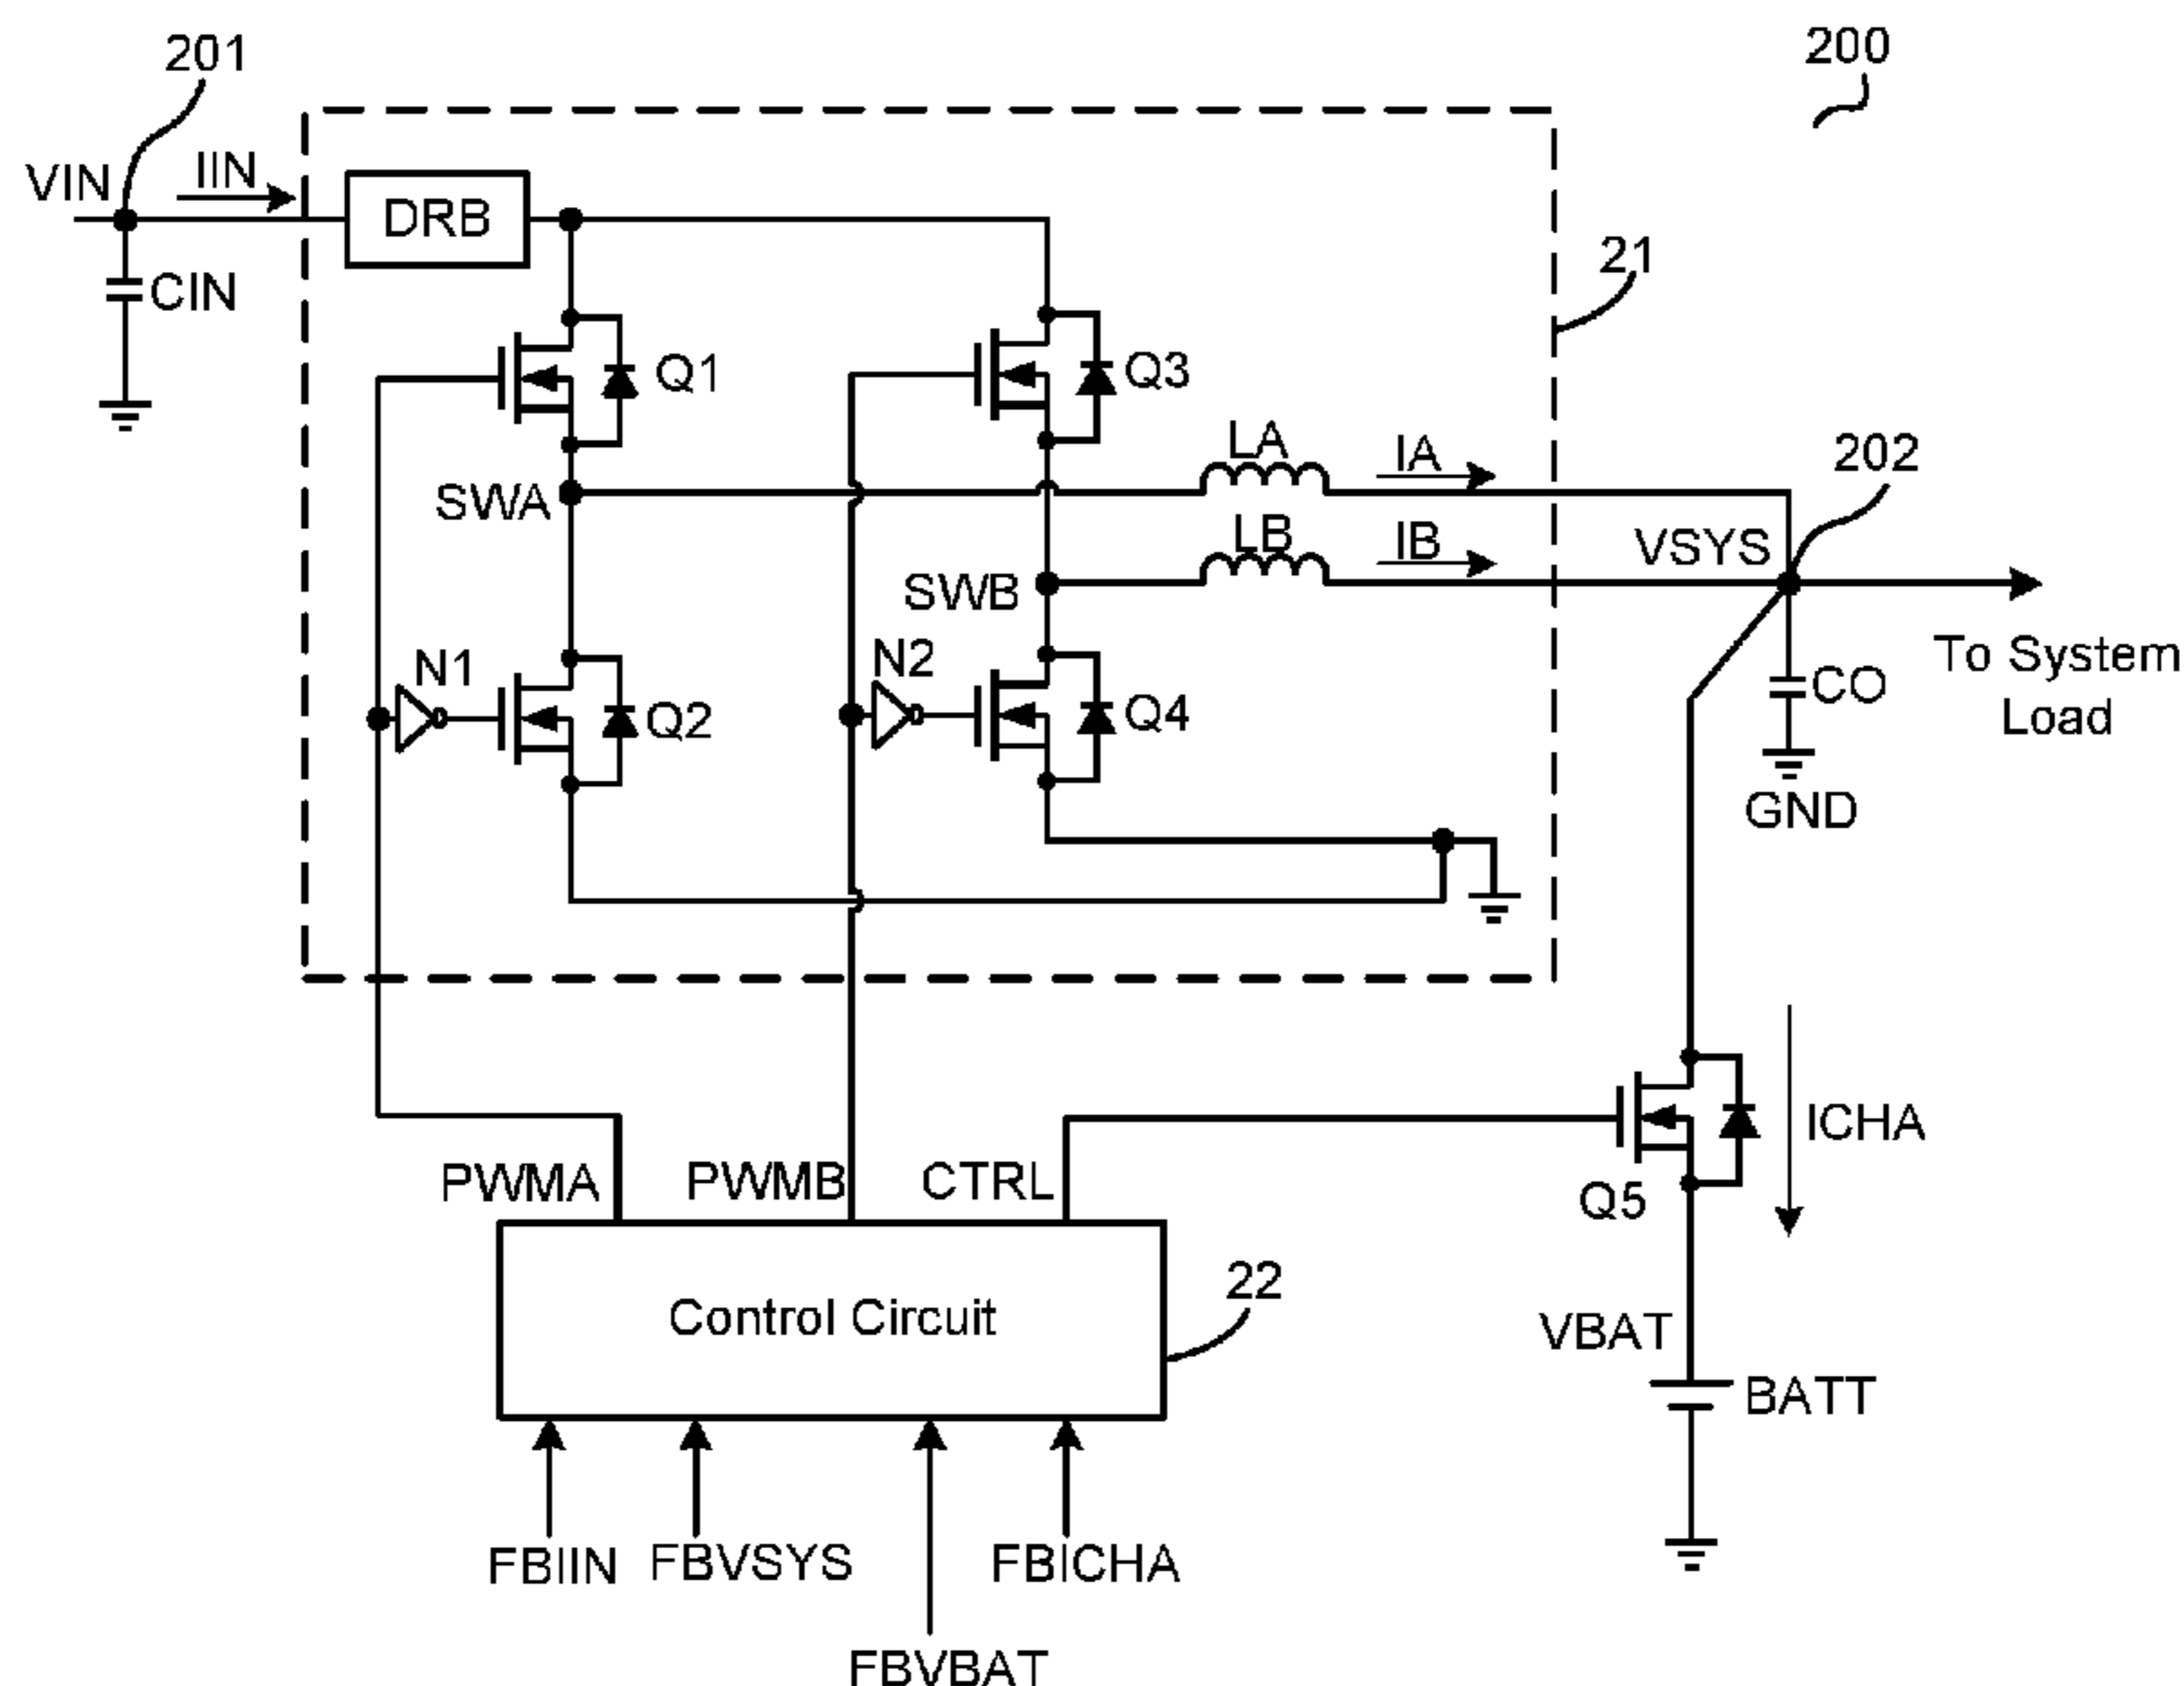 201
200
VIN
IIN
DRB
CIN
21
Q1
Q3
LA
IA
202
SWA
LB
IB
VSYS
SWB
To System
Load
N1
N2
Q2
Q4
CO
GND
ICHA
PWMA
PWMB
CTRL
Q5
22
Control Circuit
VBAT
BATT
FBIIN
FBVSYS
FBICHA
FBVBAT